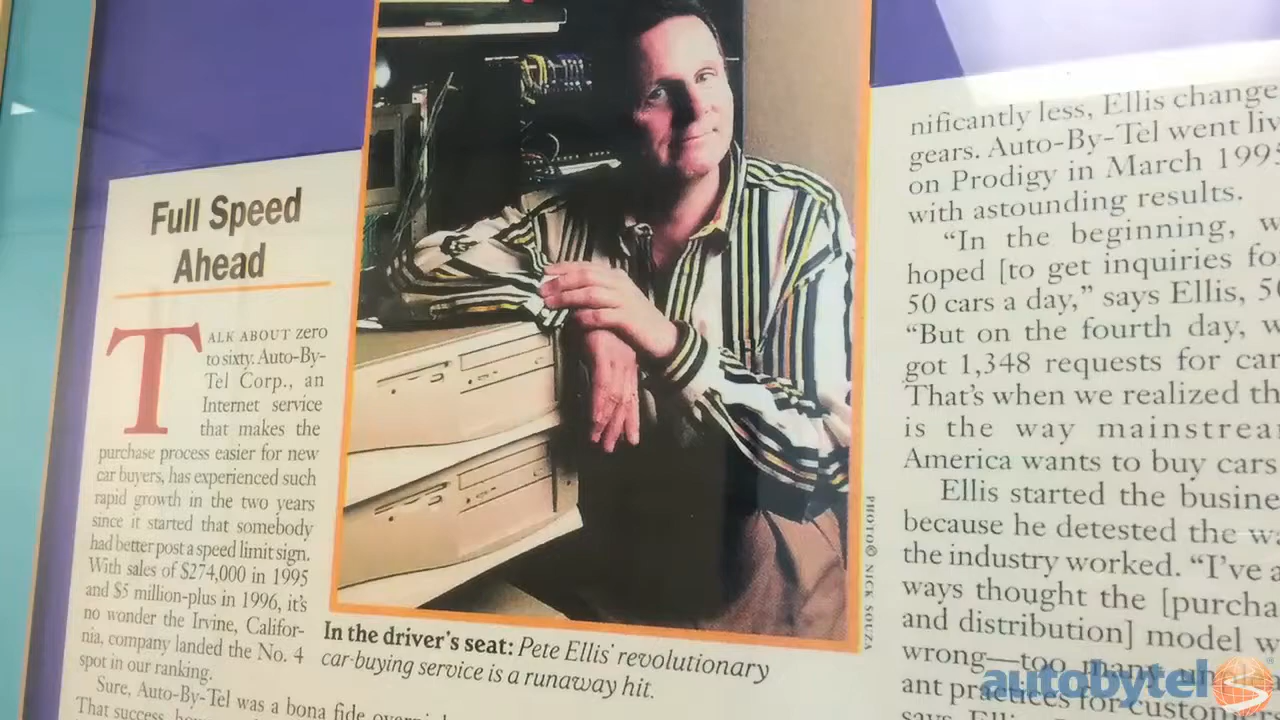 Full Speed
Ahead
TALK ABOUT zero
to sixty. Auto-By-
Tel Corp., an
Internet service
that makes the
purchase process easier for new
car buyers, has experienced such
rapid growth in the two years
since it started that somebody
had better post a speed limit sign.
With sales of $274,000 in 1995
and $5 million-plus in 1996, it's
no wonder the Irvine, Califor-
nia, company landed the No. 4
spot in our ranking.
Sure, Auto-By-Tel was a bona fide
That success,
In the driver's seat: Pete Ellis' revolutionary
car-buying service is a runaway hit.
PHOTO© NICK SOUZA
nificantly less, Ellis change
gears. Auto-By-Tel went liv
on Prodigy in March 199
with astounding results.
"In the beginning, w
hoped [to get inquiries fo
50 cars a day," says Ellis, 5
"But on the fourth day, w
got 1,348 requests for car
That's when we realized th
is the way mainstrea
America wants to buy cars
Ellis started the busine
because he detested the wa
the industry worked. "I've a
ways thought the [purcha
and distribution] model w
wrong—too many
ant practices for custom
says Ellis
autobytel